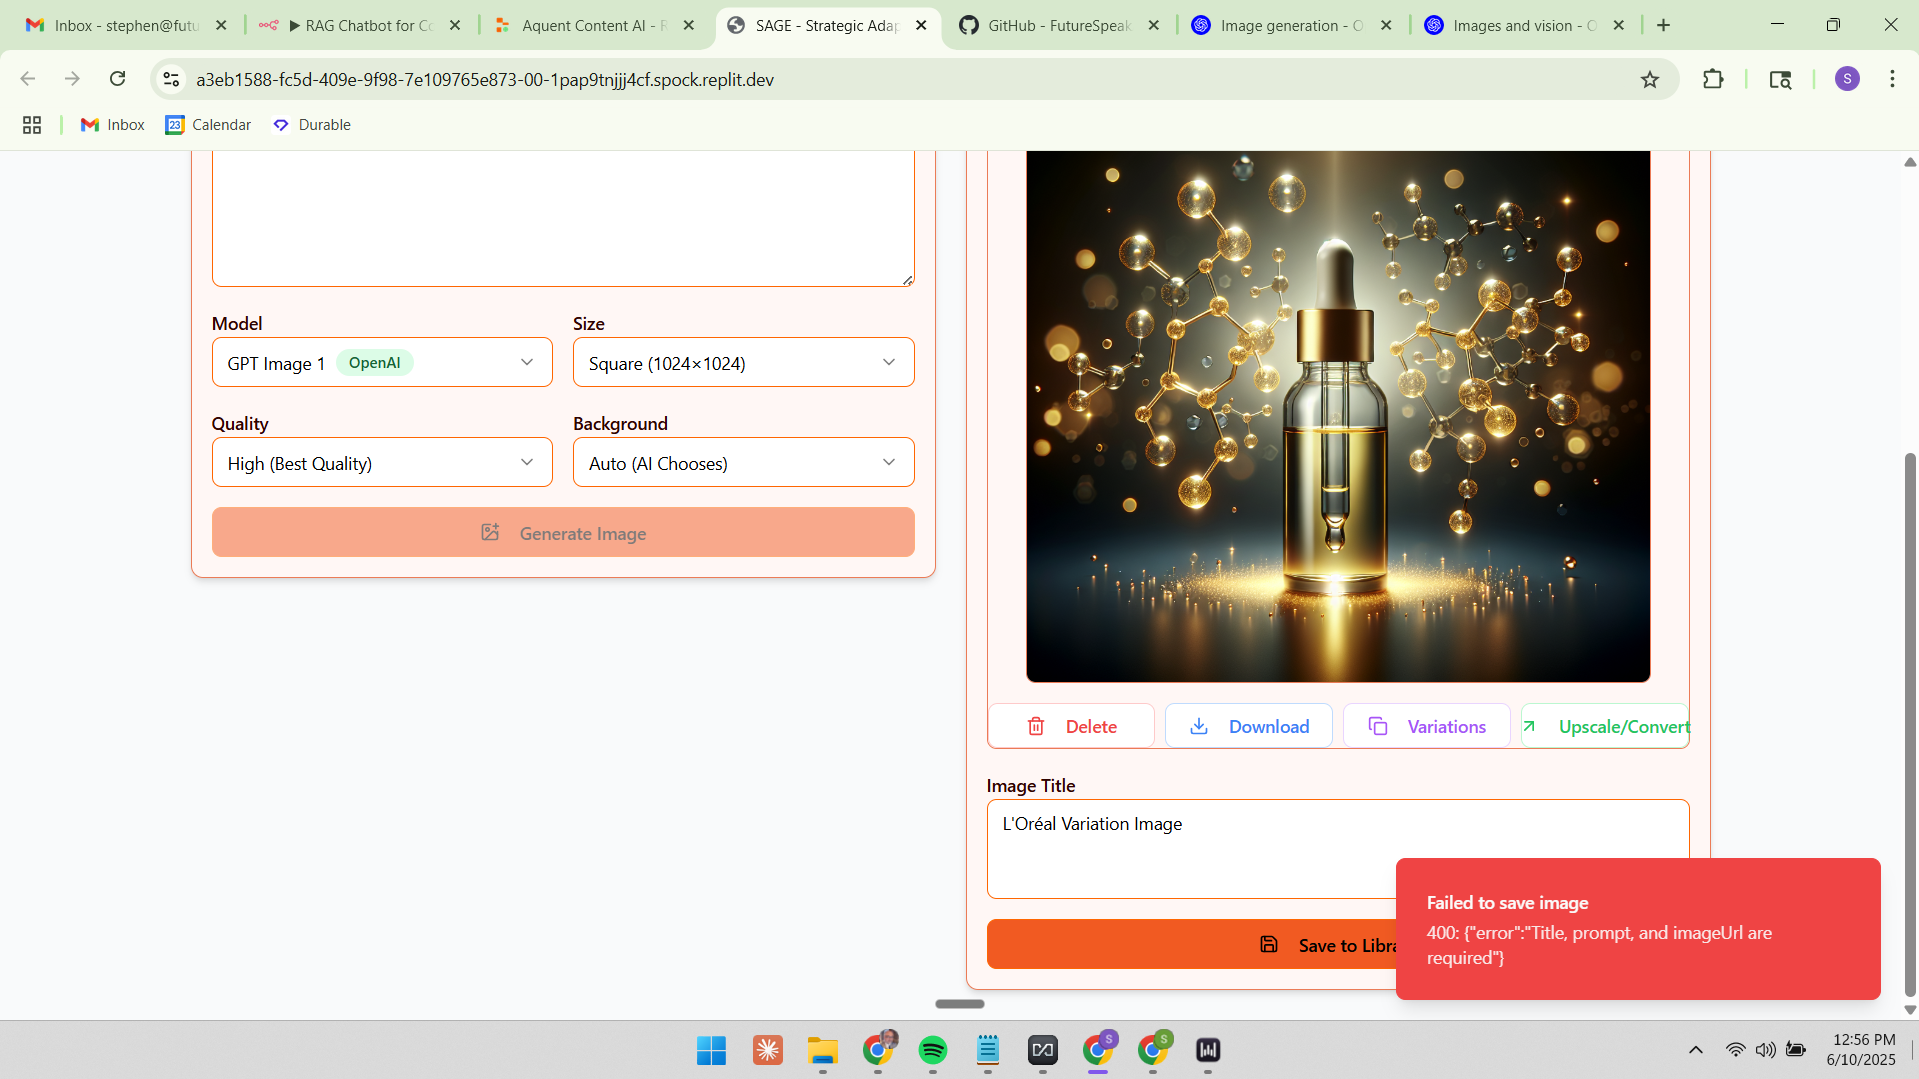 Inbox - stephen@futu
▶ RAG Chatbot for Co
Aquent Content AI - R
SAGE - Strategic Adap
GitHub - FutureSpeak
Image generation - O
Images and vision - O
a3eb1588-fc5d-409e-9f98-7e109765e873-00-1pap9tnjjj4cf.spock.replit.dev
S
Inbox
23 Calendar
Durable
Model
Size
GPT Image 1 OpenAI
Square (1024×1024)
Quality
Background
High (Best Quality)
Auto (AI Chooses)
Generate Image
Delete
Download
Variations
Upscale/Convert
Image Title
L'Oréal Variation Image
Save to Libra
Failed to save image
400: {"error":"Title, prompt, and imageUrl are
required"}
S
S
12:56 PM
6/10/2025